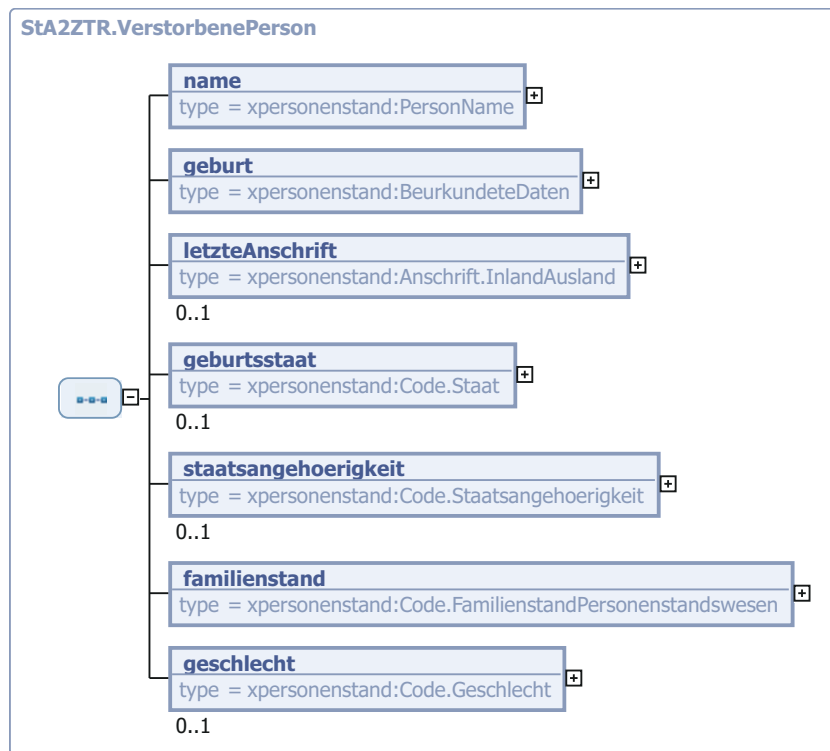 StA2ZTR.VerstorbenePerson
name
type = xpersonenstand:PersonName
geburt
type = xpersonenstand:BeurkundeteDaten
letzteAnschrift
type = xpersonenstand:Anschrift.InlandAusland
0..1
geburtsstaat
type = xpersonenstand:Code.Staat
0..1
staatsangehoerigkeit
type = xpersonenstand:Code.Staatsangehoerigkeit
0..1
familienstand
type = xpersonenstand:Code.FamilienstandPersonenstandswesen
geschlecht
type = xpersonenstand:Code.Geschlecht
0..1